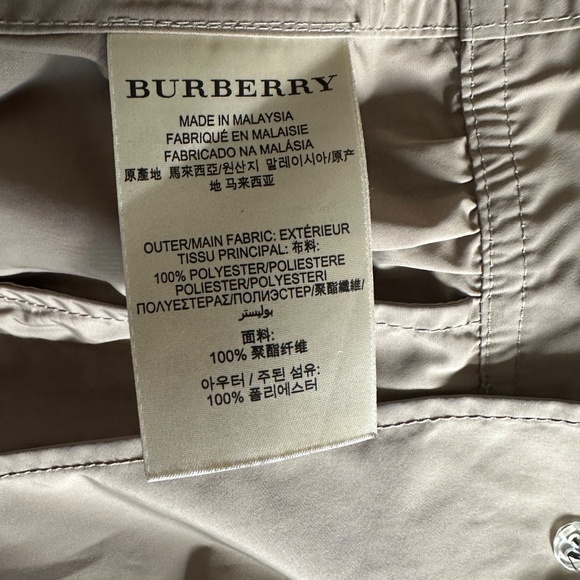 BURBERRY
MADE IN MALAYSIA
FABRIQUÉ EN MALAISIE
FABRICADO NA MALÁSIA
原產地 馬來西亞/원산지 말레이시아/原产
地 马来西亚
OUTER/MAIN FABRIC: EXTÉRIEUR
TISSU PRINCIPAL: 布料:
100% POLYESTER/POLIESTERE
POLIESTER/POLYESTERI
ΠΟΛΥΕΣΤΕΡΑΣ/ПОЛИЭСТЕР/聚酯纖維/
بوليستر
面料:
100% 聚酯纤维
아우터 / 주된 섬유:
100% 폴리에스터